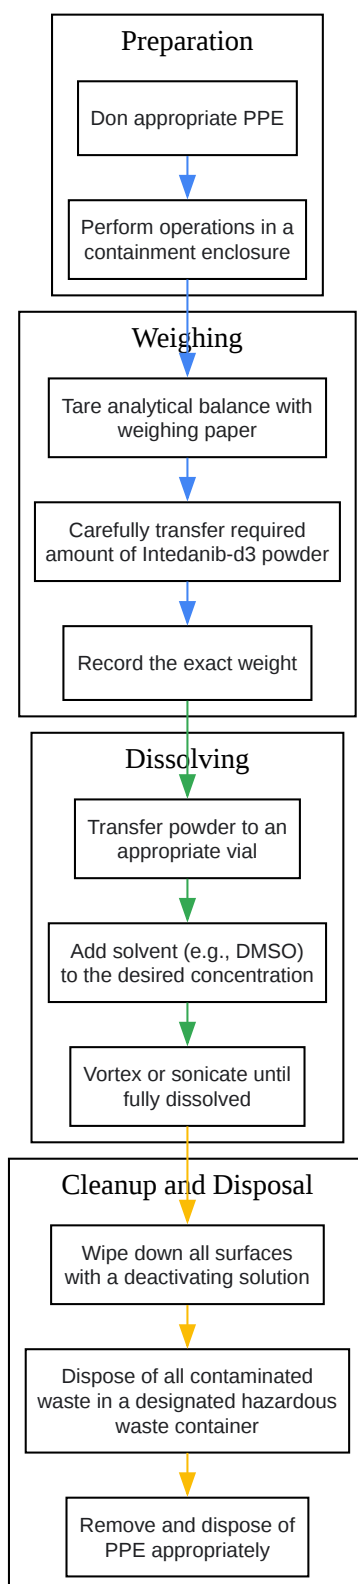 Preparation
Don appropriate PPE
Perform operations in a
containment enclosure
Weighing
Tare analytical balance with
weighing paper
Carefully transfer required
amount of Intedanib-d3 powder
Record the exact weight
Dissolving
Transfer powder to an
appropriate vial
Add solvent (e.g., DMSO)
to the desired concentration
Vortex or sonicate until
fully dissolved
Cleanup and Disposal
Wipe down all surfaces
with a deactivating solution
Dispose of all contaminated
waste in a designated hazardous
waste container
Remove and dispose of
PPE appropriately